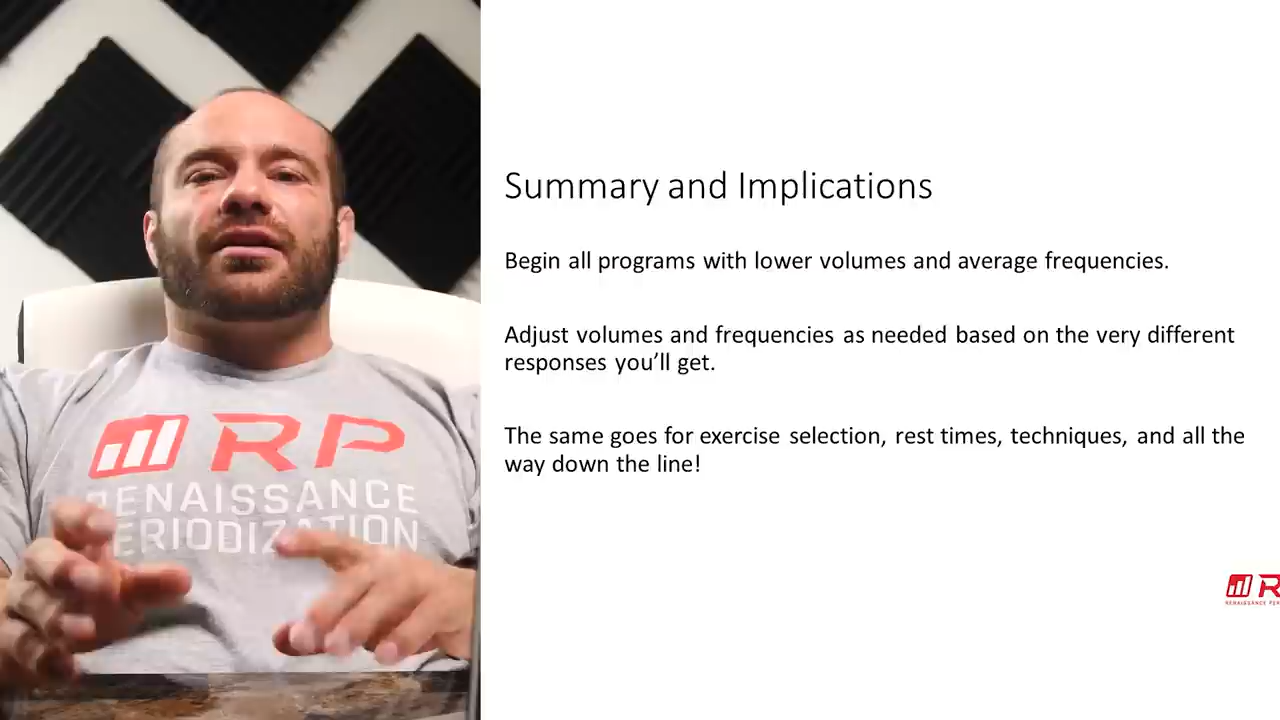 Summary and Implications
Begin all programs with lower volumes and average frequencies.
Adjust volumes and frequencies as needed based on the very different
responses you’ll get.
The same goes for exercise selection, rest times, techniques, and all the
way down the line!
RP
RENAISSANCE
PERIODIZATION